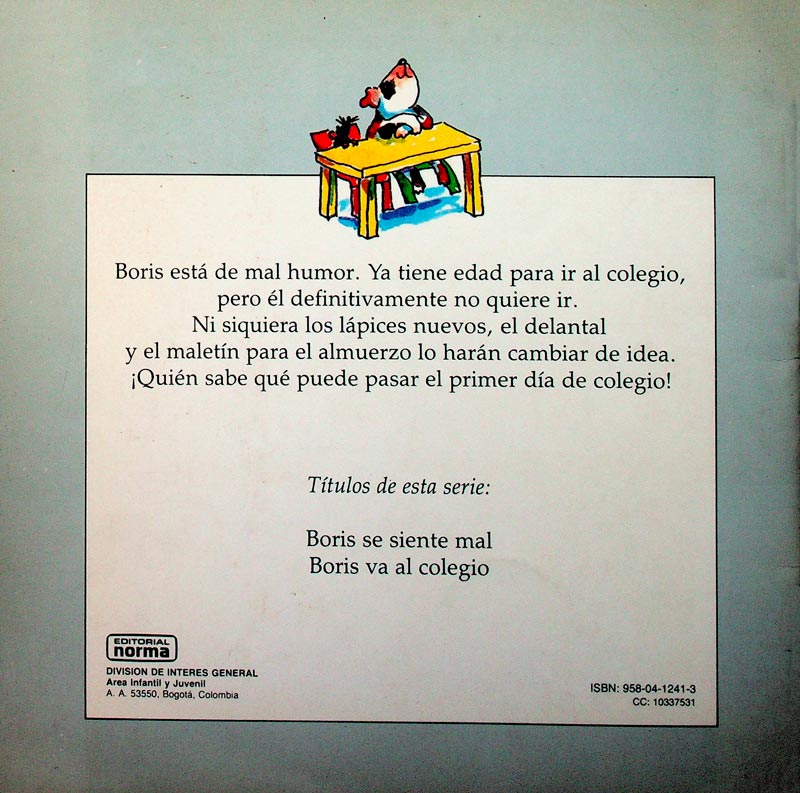 Boris está de mal humor. Ya tiene edad para ir al colegio,
pero él definitivamente no quiere ir.
Ni siquiera los lápices nuevos, el delantal
y el maletín para el almuerzo lo harán cambiar de idea.
¡Quién sabe qué puede pasar el primer día de colegio!
Títulos de esta serie:
Boris se siente mal
Boris va al colegio
EDITORIAL
norma
DIVISION DE INTERES GENERAL
Area Infantil y Juvenil
A. A. 53550, Bogotá, Colombia
ISBN: 958-04-1241-3
CC: 10337531